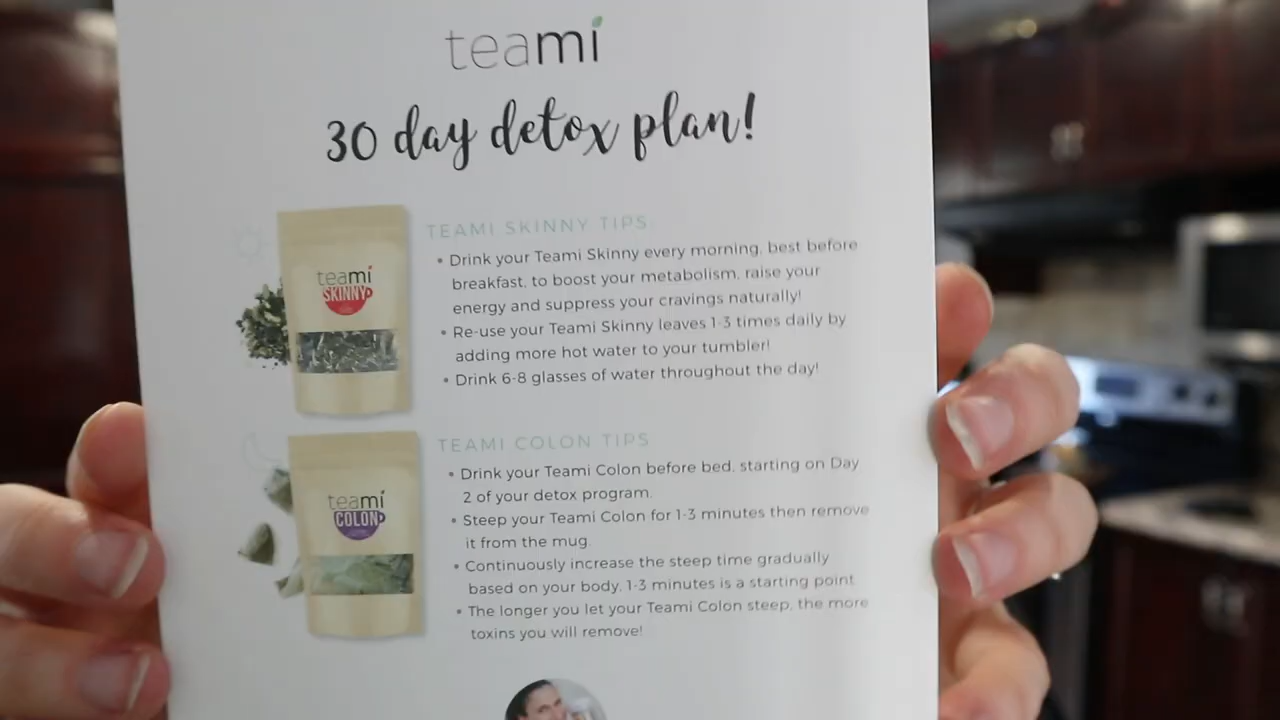 teami
30 day detox plan!
TEAMI SKINNY TIPS:
• Drink your Teami Skinny every morning, best before
breakfast, to boost your metabolism, raise your
energy and suppress your cravings naturally!
• Re-use your Teami Skinny leaves 1-3 times daily by
adding more hot water to your tumbler!
• Drink 6-8 glasses of water throughout the day!
teami
SKINNY
TEAMI COLON TIPS
• Drink your Teami Colon before bed, starting on Day
2 of your detox program.
• Steep your Teami Colon for 1-3 minutes then remove
it from the mug.
• Continuously increase the steep time gradually
based on your body, 1-3 minutes is a starting point
• The longer you let your Teami Colon steep, the more
toxins you will remove!
teami
COLON